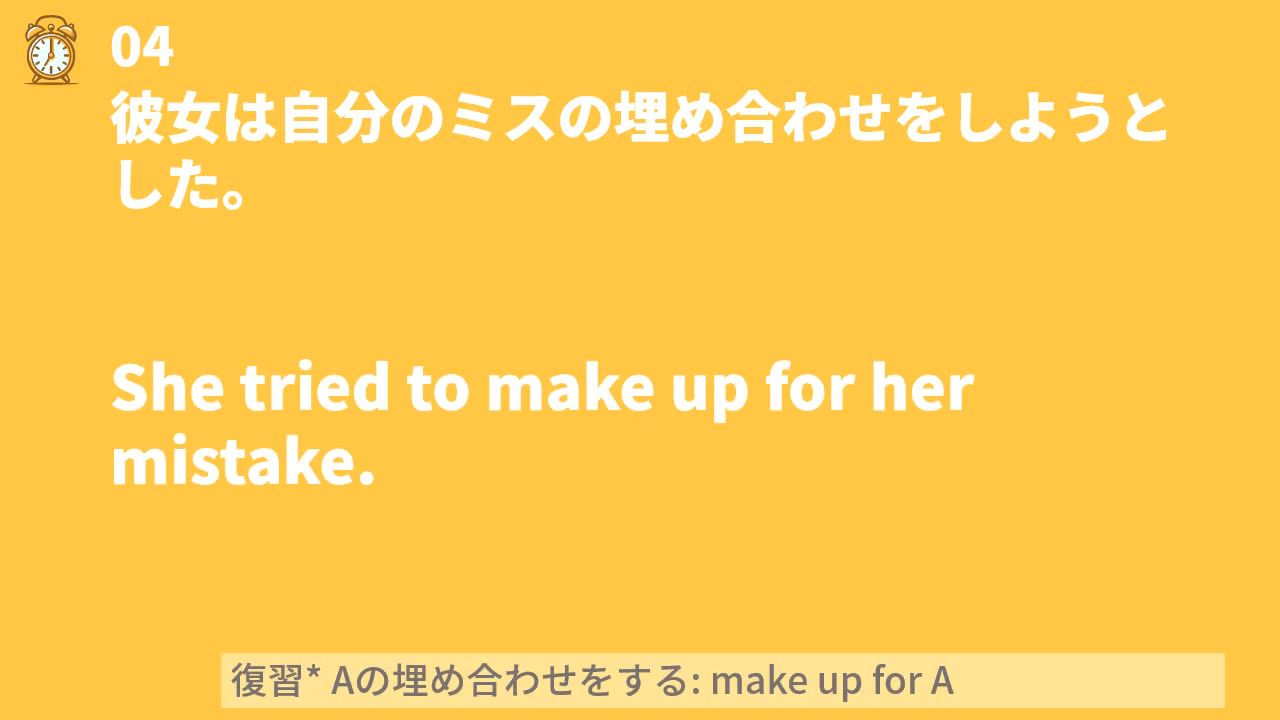 04
彼女は自分のミスの埋め合わせをしようと
した。
She tried to make up for her
mistake.
復習* Aの埋め合わせをする: make up for A